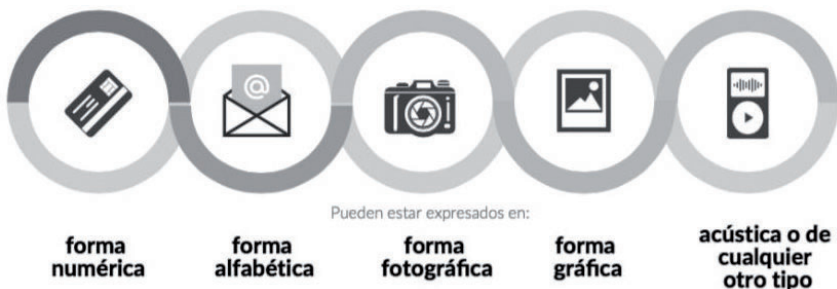 @
Pueden estar expresados en:
forma
numérica
forma
alfabética
forma
fotográfica
forma
gráfica
acústica o de
cualquier
otro tipo